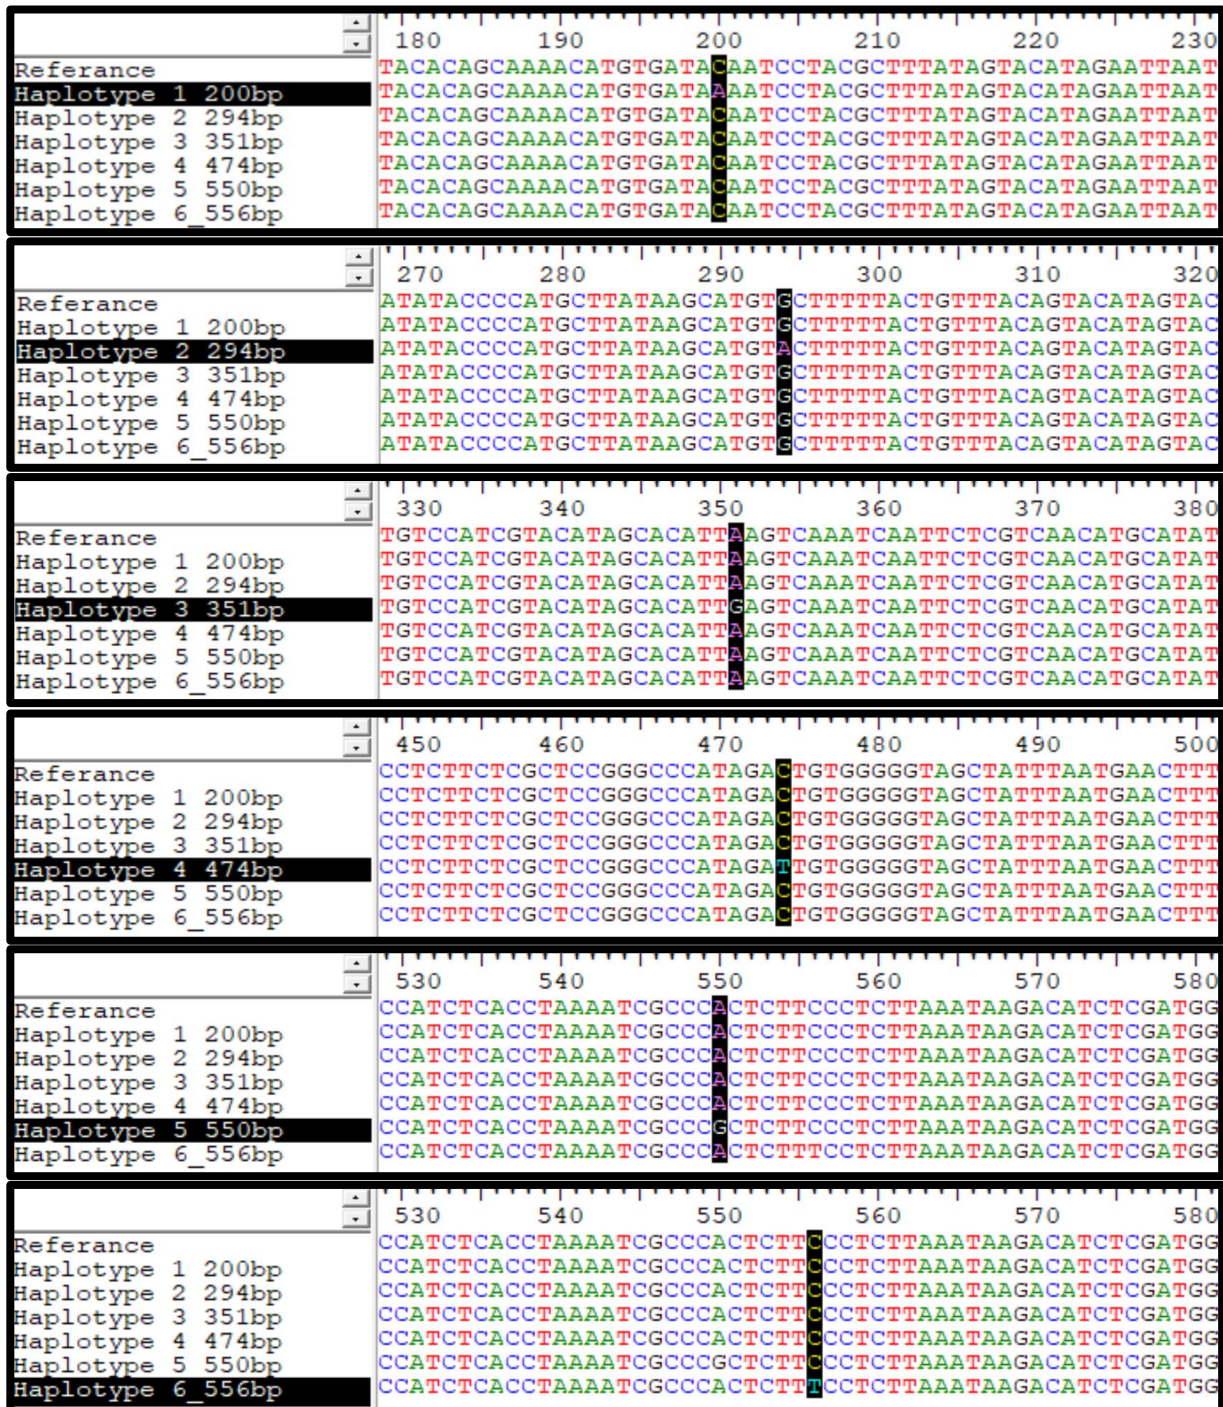 180 190 200 210 220 230
Referance TACACAGCAAAACATGTGATACAATCCTACGCTTTATAGTACATAGAATTAAT
Haplotype 1 200bp TACACAGCAAAACATGTGATAAAATCCTACGCTTTATAGTACATAGAATTAAT
Haplotype 2 294bp TACACAGCAAAACATGTGATACAATCCTACGCTTTATAGTACATAGAATTAAT
Haplotype 3 351bp TACACAGCAAAACATGTGATACAATCCTACGCTTTATAGTACATAGAATTAAT
Haplotype 4 474bp TACACAGCAAAACATGTGATACAATCCTACGCTTTATAGTACATAGAATTAAT
Haplotype 5 550bp TACACAGCAAAACATGTGATACAATCCTACGCTTTATAGTACATAGAATTAAT
Haplotype 6_556bp TACACAGCAAAACATGTGATACAATCCTACGCTTTATAGTACATAGAATTAAT
270 280 290 300 310 320
Referance ATATACCCCATGCTTATAAGCATGTGCTTTTTACTGTTTACAGTACATAGTAC
Haplotype 1 200bp ATATACCCCATGCTTATAAGCATGTGCTTTTTACTGTTTACAGTACATAGTAC
Haplotype 2 294bp ATATACCCCATGCTTATAAGCATGTACTTTTTACTGTTTACAGTACATAGTAC
Haplotype 3 351bp ATATACCCCATGCTTATAAGCATGTGCTTTTTACTGTTTACAGTACATAGTAC
Haplotype 4 474bp ATATACCCCATGCTTATAAGCATGTGCTTTTTACTGTTTACAGTACATAGTAC
Haplotype 5 550bp ATATACCCCATGCTTATAAGCATGTGCTTTTTACTGTTTACAGTACATAGTAC
Haplotype 6_556bp ATATACCCCATGCTTATAAGCATGTGCTTTTTACTGTTTACAGTACATAGTAC
330 340 350 360 370 380
Referance TGTCCATCGTACATAGCACATTAAGTCAAATCAATTCTCGTCAACATGCATAT
Haplotype 1 200bp TGTCCATCGTACATAGCACATTAAGTCAAATCAATTCTCGTCAACATGCATAT
Haplotype 2 294bp TGTCCATCGTACATAGCACATTAAGTCAAATCAATTCTCGTCAACATGCATAT
Haplotype 3 351bp TGTCCATCGTACATAGCACATTGAGTCAAATCAATTCTCGTCAACATGCATAT
Haplotype 4 474bp TGTCCATCGTACATAGCACATTAAGTCAAATCAATTCTCGTCAACATGCATAT
Haplotype 5 550bp TGTCCATCGTACATAGCACATTAAGTCAAATCAATTCTCGTCAACATGCATAT
Haplotype 6_556bp TGTCCATCGTACATAGCACATTAAGTCAAATCAATTCTCGTCAACATGCATAT
450 460 470 480 490 500
Referance CCTCTTCTCGCTCCGGGCCCATAGACTGTGGGGGTAGCTATTTAATGAACTTT
Haplotype 1 200bp CCTCTTCTCGCTCCGGGCCCATAGACTGTGGGGGTAGCTATTTAATGAACTTT
Haplotype 2 294bp CCTCTTCTCGCTCCGGGCCCATAGACTGTGGGGGTAGCTATTTAATGAACTTT
Haplotype 3 351bp CCTCTTCTCGCTCCGGGCCCATAGACTGTGGGGGTAGCTATTTAATGAACTTT
Haplotype 4 474bp CCTCTTCTCGCTCCGGGCCCATAGATTGTGGGGGTAGCTATTTAATGAACTTT
Haplotype 5 550bp CCTCTTCTCGCTCCGGGCCCATAGACTGTGGGGGTAGCTATTTAATGAACTTT
Haplotype 6_556bp CCTCTTCTCGCTCCGGGCCCATAGACTGTGGGGGTAGCTATTTAATGAACTTT
530 540 550 560 570 580
Referance CCATCTCACCTAAAATCGCCCACTCTTCCCTCTTAAATAAGACATCTCGATGG
Haplotype 1 200bp CCATCTCACCTAAAATCGCCCACTCTTCCCTCTTAAATAAGACATCTCGATGG
Haplotype 2 294bp CCATCTCACCTAAAATCGCCCACTCTTCCCTCTTAAATAAGACATCTCGATGG
Haplotype 3 351bp CCATCTCACCTAAAATCGCCCACTCTTCCCTCTTAAATAAGACATCTCGATGG
Haplotype 4 474bp CCATCTCACCTAAAATCGCCCACTCTTCCCTCTTAAATAAGACATCTCGATGG
Haplotype 5 550bp CCATCTCACCTAAAATCGCCCGCTCTTCCCTCTTAAATAAGACATCTCGATGG
Haplotype 6_556bp CCATCTCACCTAAAATCGCCCACTCTTTCCTCTTAAATAAGACATCTCGATGG
530 540 550 560 570 580
Referance CCATCTCACCTAAAATCGCCCACTCTTCCCTCTTAAATAAGACATCTCGATGG
Haplotype 1 200bp CCATCTCACCTAAAATCGCCCACTCTTCCCTCTTAAATAAGACATCTCGATGG
Haplotype 2 294bp CCATCTCACCTAAAATCGCCCACTCTTCCCTCTTAAATAAGACATCTCGATGG
Haplotype 3 351bp CCATCTCACCTAAAATCGCCCACTCTTCCCTCTTAAATAAGACATCTCGATGG
Haplotype 4 474bp CCATCTCACCTAAAATCGCCCACTCTTCCCTCTTAAATAAGACATCTCGATGG
Haplotype 5 550bp CCATCTCACCTAAAATCGCCCGCTCTTCCCTCTTAAATAAGACATCTCGATGG
Haplotype 6_556bp CCATCTCACCTAAAATCGCCCACTCTTTCCTCTTAAATAAGACATCTCGATGG